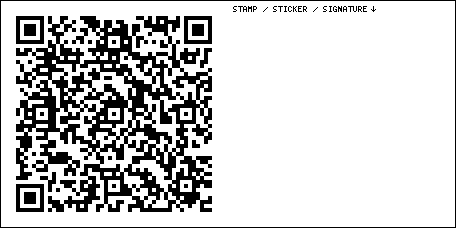 STAMP / STICKER / SIGNATURE ↓